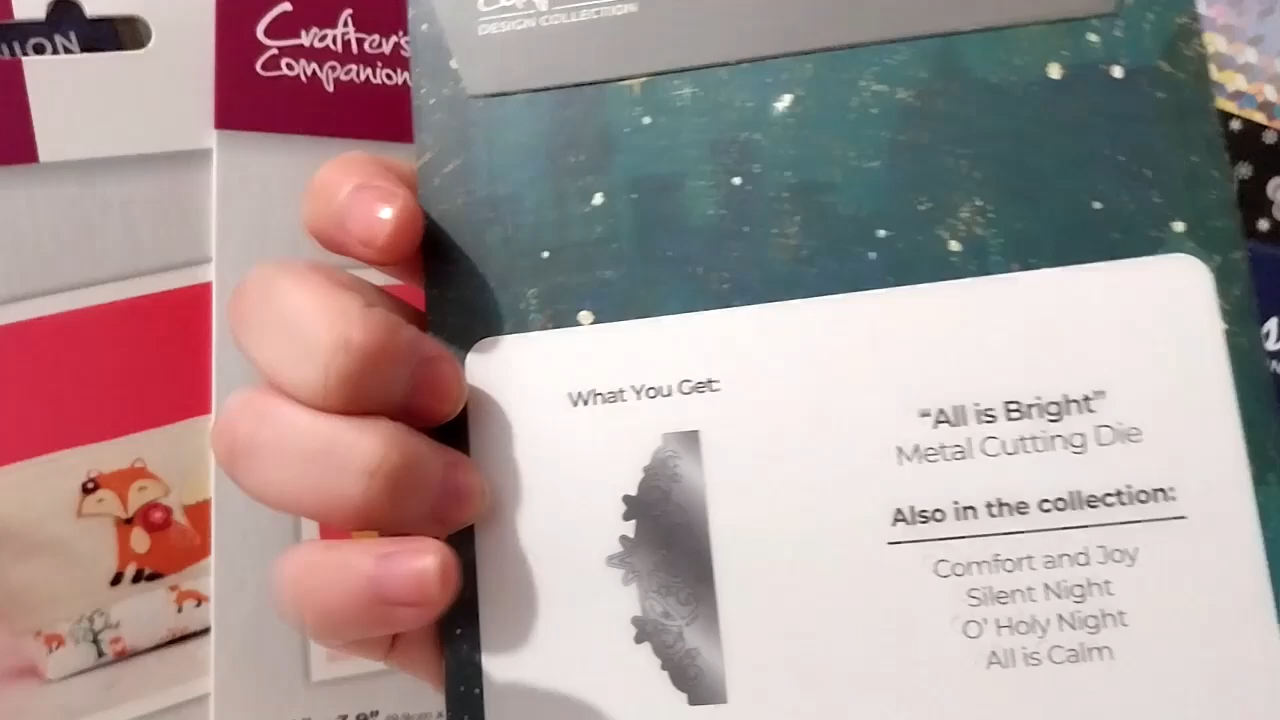 Crafter's
Companion
DESIGN COLLECTION
What You Get:
"All is Bright"
Metal Cutting Die
Also in the collection:
Comfort and Joy
Silent Night
O' Holy Night
All is Calm